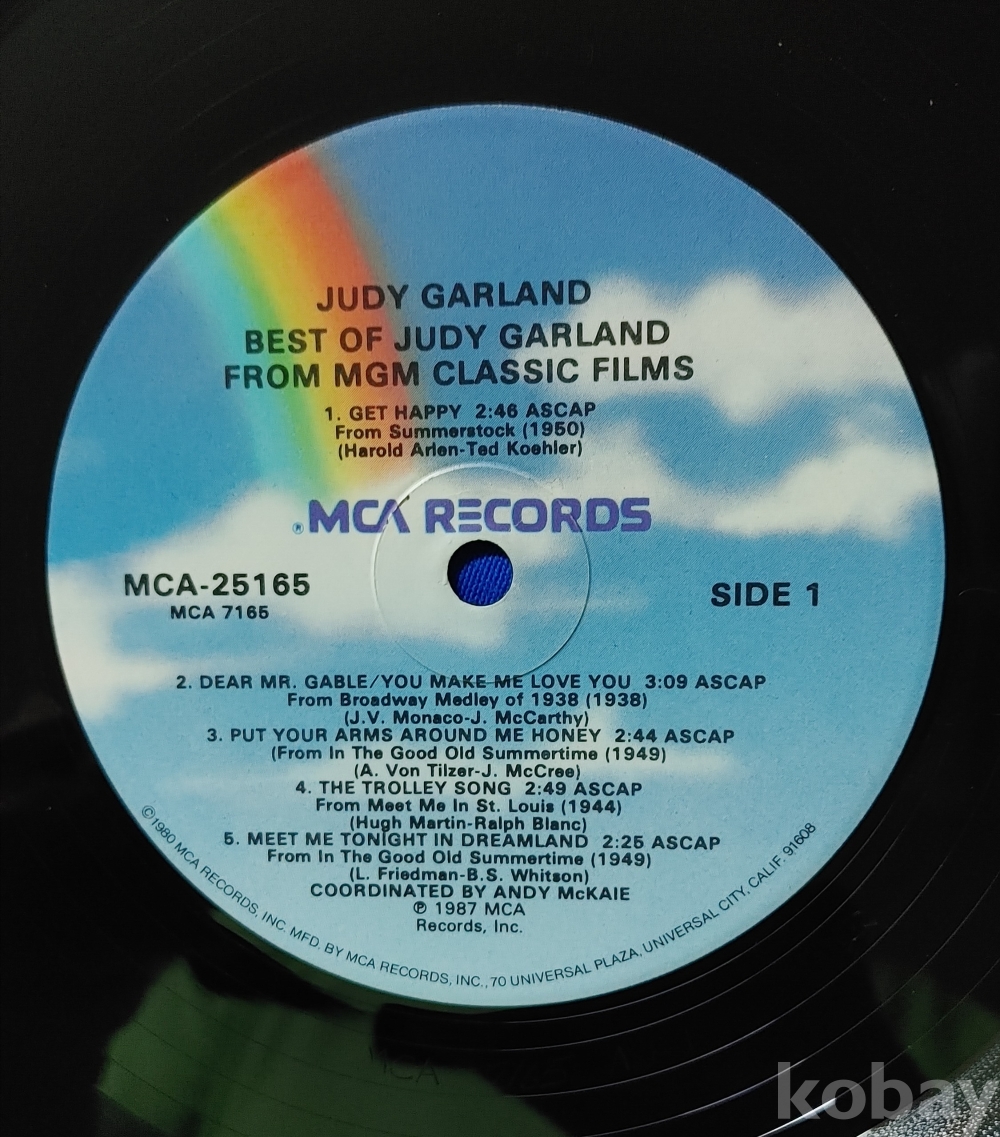 JUDY GARLAND
BEST OF JUDY GARLAND
FROM MGM CLASSIC FILMS
1. GET HAPPY 2:46 ASCAP
From Summerstock (1950)
(Harold Arlen-Ted Koehler)
®MCA RECORDS
MCA-25165
MCA 7165
SIDE 1
2. DEAR MR. GABLE/YOU MAKE ME LOVE YOU 3:09 ASCAP
From Broadway Medley of 1938 (1938)
(J.V. Monaco-J. McCarthy)
3. PUT YOUR ARMS AROUND ME HONEY 2:44 ASCAP
(From In The Good Old Summertime (1949)
(A. Von Tilzer-J. McCree)
4. THE TROLLEY SONG 2:49 ASCAP
From Meet Me In St. Louis (1944)
(Hugh Martin-Ralph Blanc)
5. MEET ME TONIGHT IN DREAMLAND 2:25 ASCAP
From In The Good Old Summertime (1949)
(L. Friedman-B.S. Whitson)
COORDINATED BY ANDY McKAIE
℗ 1987 MCA
Records, Inc.
©1980 MCA RECORDS, INC. MFD. BY MCA RECORDS, INC., 70 UNIVERSAL PLAZA, UNIVERSAL CITY, CALIF. 91608
MCA
kobay